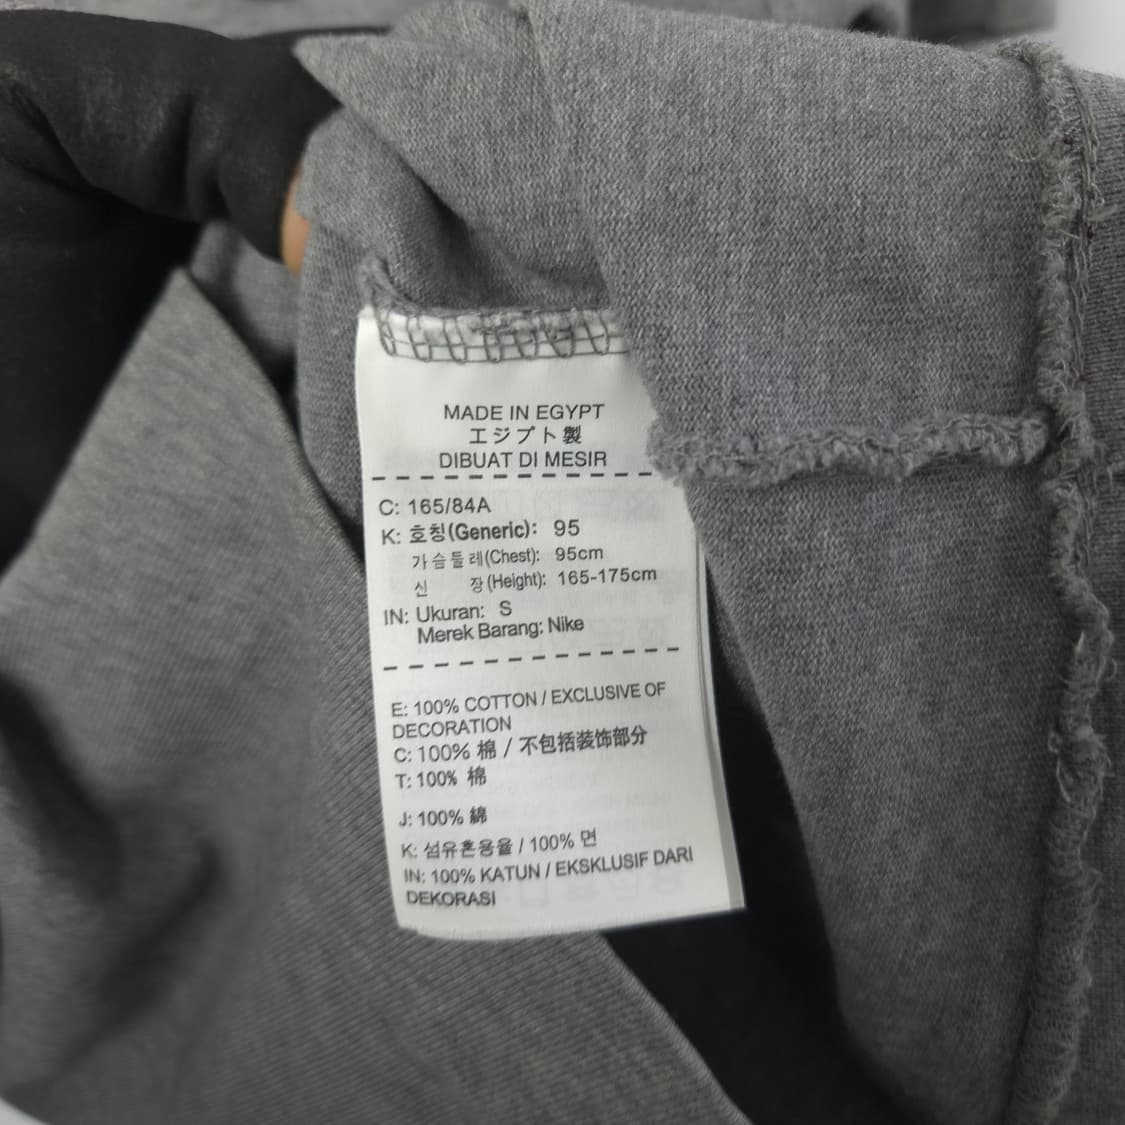 MADE IN EGYPT
エジプト製
DIBUAT DI MESIR
C: 165/84A
K: 호칭(Generic): 95
가슴둘레(Chest): 95cm
신 장(Height): 165-175cm
IN: Ukuran: S
Merek Barang: Nike
E: 100% COTTON / EXCLUSIVE OF
DECORATION
C: 100% 棉 / 不包括装饰部分
T: 100% 棉
J: 100% 綿
K: 섬유혼용율 / 100% 면
IN: 100% KATUN / EKSKLUSIF DARI
DEKORASI